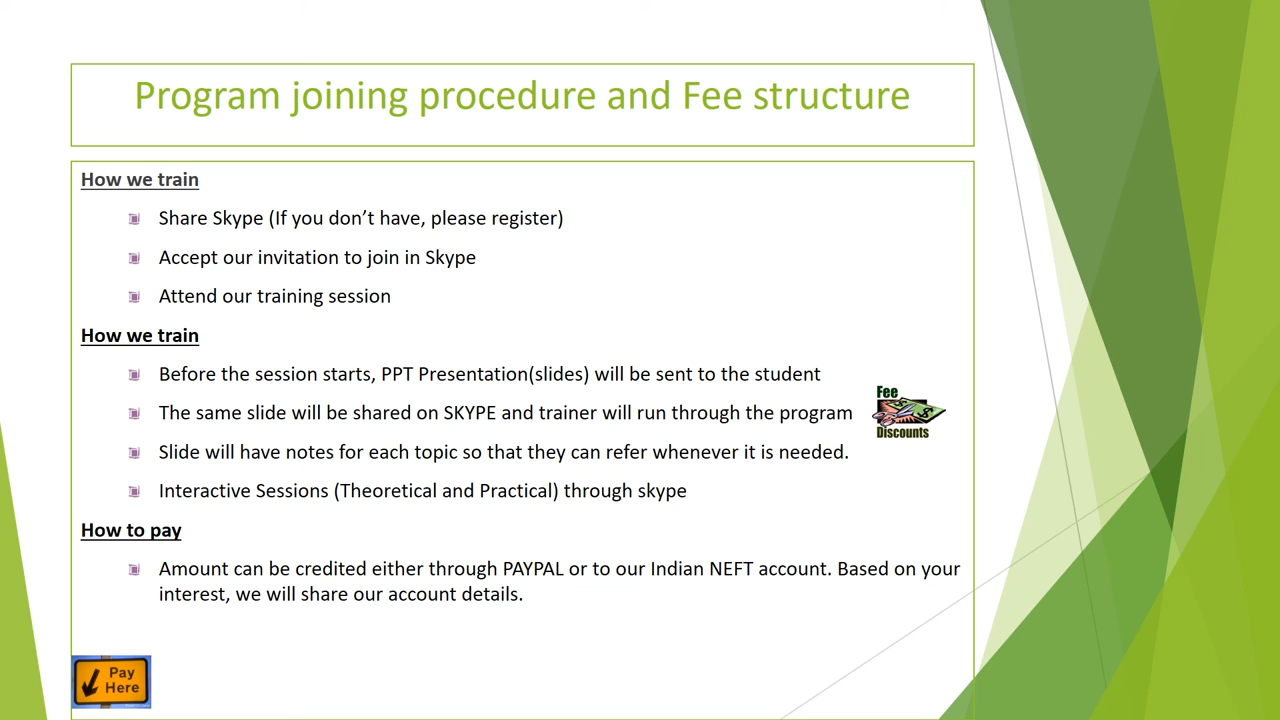 Program joining procedure and Fee structure
How we train
Share Skype (If you don’t have, please register)
Accept our invitation to join in Skype
Attend our training session
How we train
Before the session starts, PPT Presentation(slides) will be sent to the student
The same slide will be shared on SKYPE and trainer will run through the program
Slide will have notes for each topic so that they can refer whenever it is needed.
Interactive Sessions (Theoretical and Practical) through skype
Fee
Discounts
How to pay
Amount can be credited either through PAYPAL or to our Indian NEFT account. Based on your
interest, we will share our account details.
Pay
Here